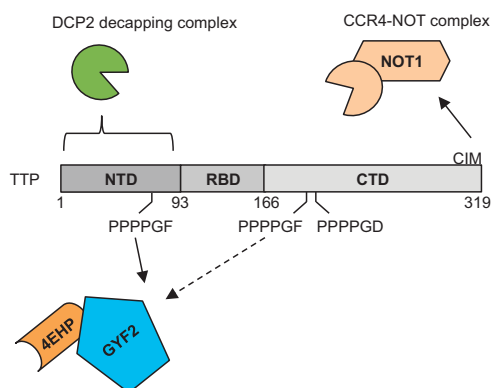 DCP2 decapping complex
CCR4-NOT complex
NOT1
CIM
TTP
NTD
RBD
CTD
1
93
166
319
PPPPGF
PPPPGF
PPPPGD
4EHP
GYF2